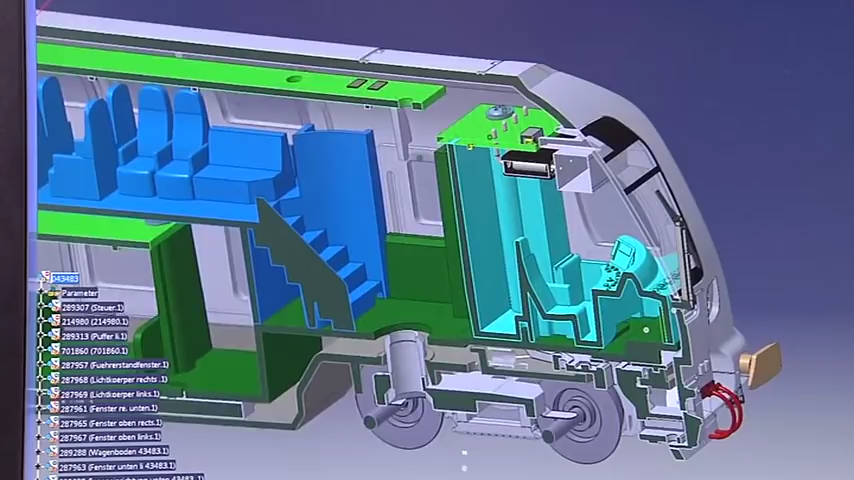 043483
Parameter
289307 (Steuer.1)
214980 (214980.1)
289313 (Puffer li.1)
701860 (701860.1)
287957 (Fuehrerstandfenster.1)
287968 (Lichtkoerper rechts .1)
287969 (Lichtkoerper links.1)
287961 (Fenster re. unten.1)
287965 (Fenster oben rechts.1)
287967 (Fenster oben links.1)
289288 (Wagenboden 43483.1)
287963 (Fenster unten li 43483.1)